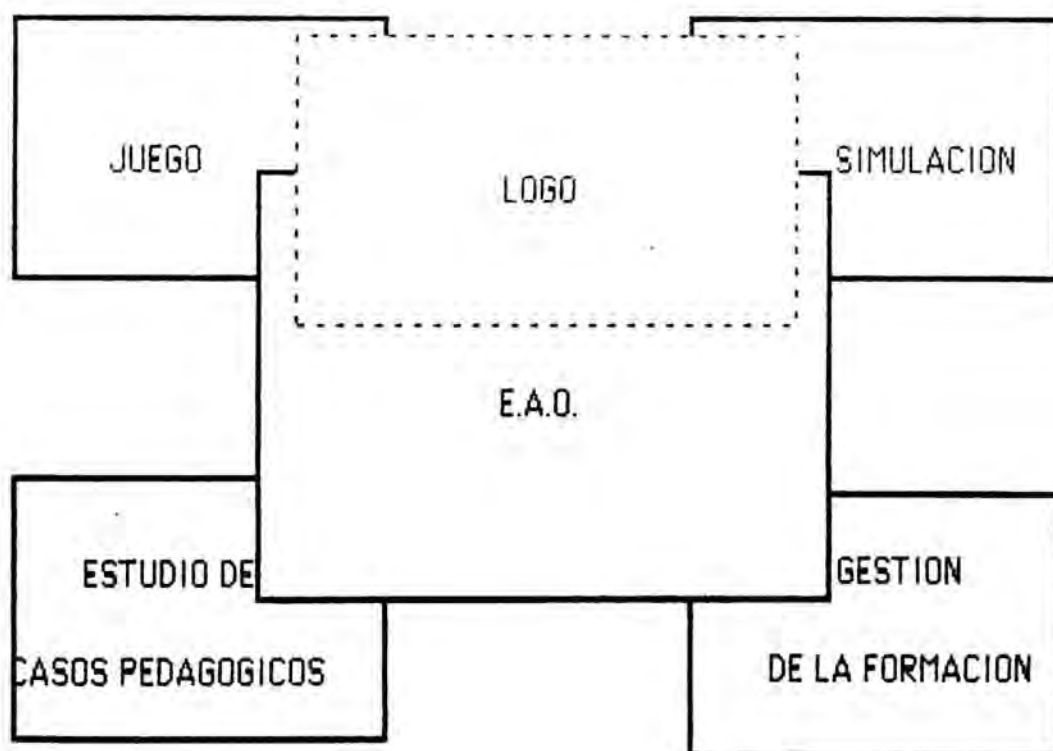 JUEGO
LOGO
SIMULACION
E.A.O.
ESTUDIO DE
CASOS PEDAGOGICOS
GESTION
DE LA FORMACION